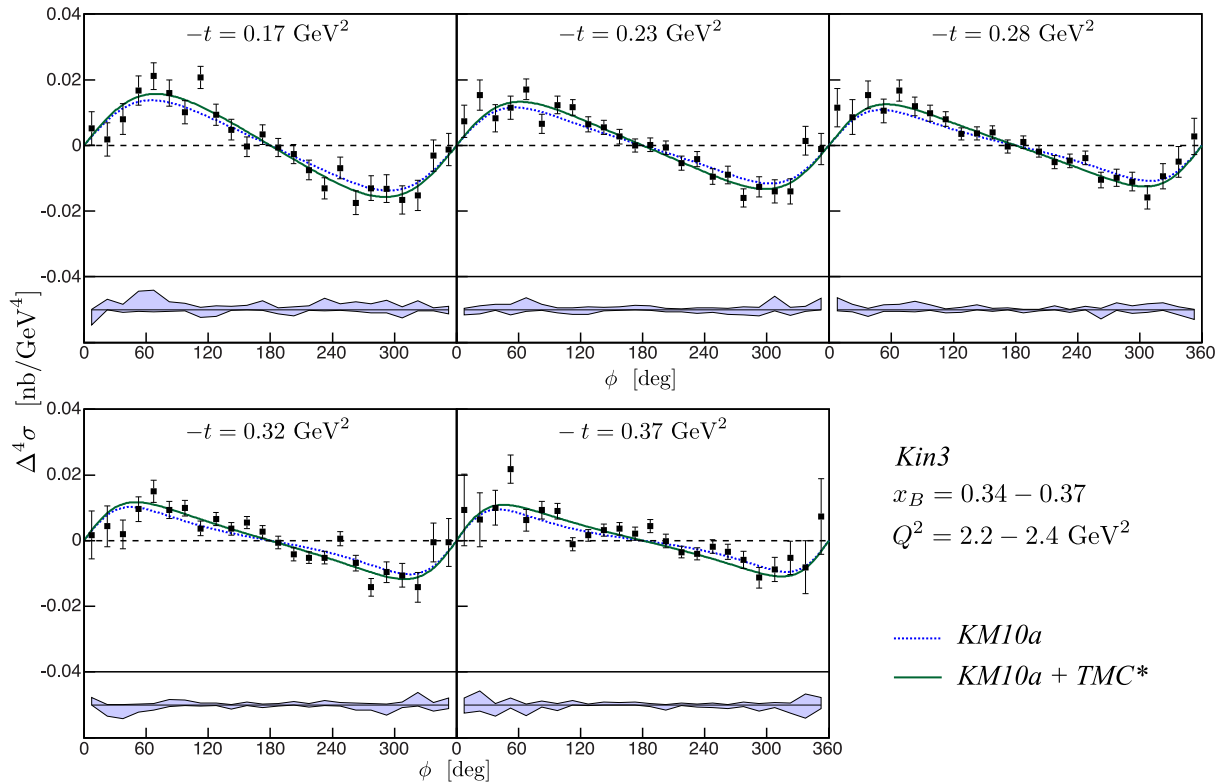 −t = 0.17 GeV²
−t = 0.23 GeV²
−t = 0.28 GeV²
0.04
0.02
0
-0.02
-0.04
0 60 120 180 240 300 0 60 120 180 240 300 0 60 120 180 240 300 360
ϕ [deg]
ϕ [deg]
ϕ [deg]
Δ⁴σ [nb/GeV⁴]
−t = 0.32 GeV²
− t = 0.37 GeV²
0.04
0.02
0
-0.02
-0.04
0 60 120 180 240 300 0 60 120 180 240 300 360
ϕ [deg]
ϕ [deg]
Kin3
x_B = 0.34 − 0.37
Q² = 2.2 − 2.4 GeV²
KM10a
KM10a + TMC*